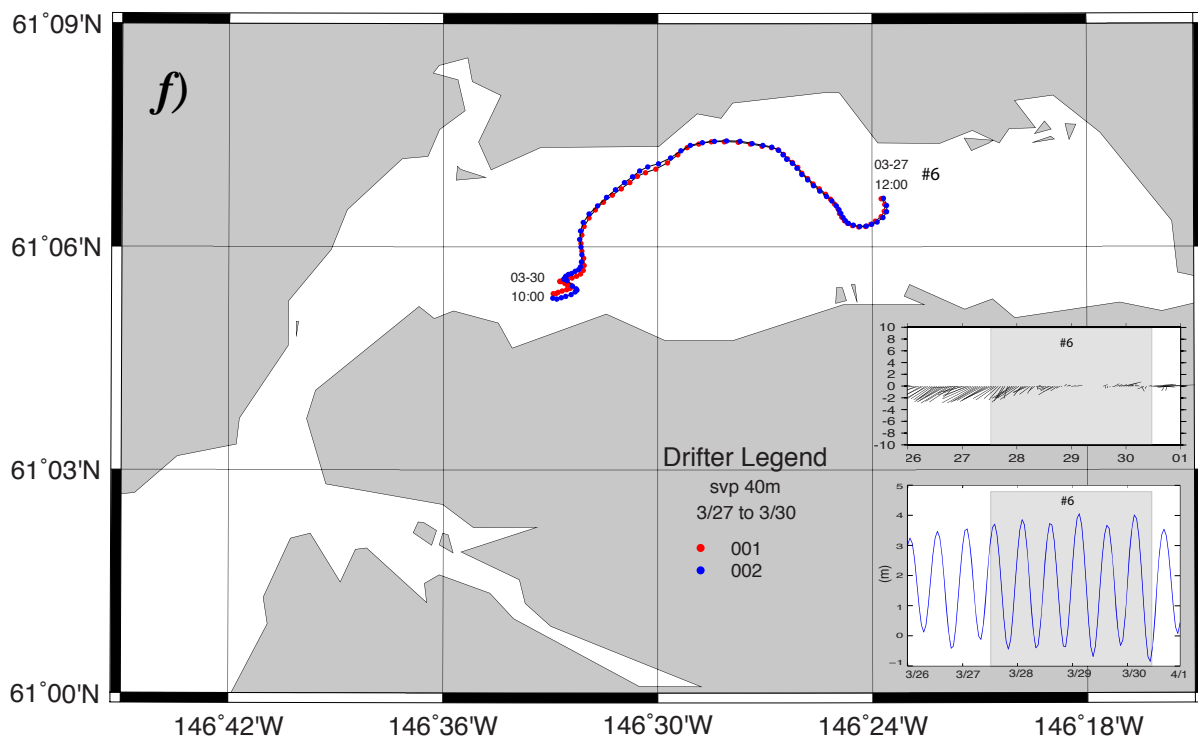 61°09'N
f)
03-27
#6
12:00
61°06'N
03-30
10:00
#6
10
8
6
4
2
0
-2
-4
-6
-8
-10
26 27 28 29 30 01
61°03'N
Drifter Legend
svp 40m
3/27 to 3/30
001
002
#6
5
4
3
2
1
0
-1
(m)
3/26 3/27 3/28 3/29 3/30 4/1
61°00'N
146°42'W 146°36'W 146°30'W 146°24'W 146°18'W